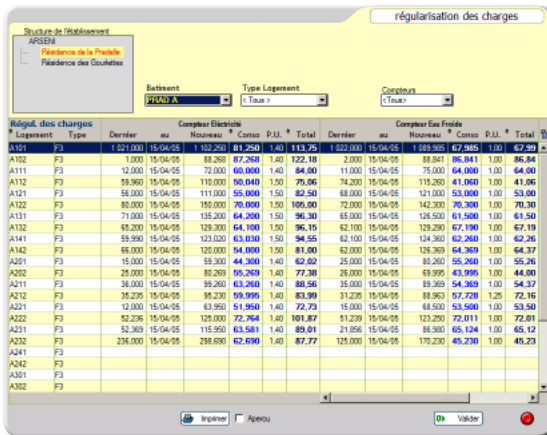 régularisation des charges
Structure de l'établissement
ARSENI
Résidence de la Predelle
Résidence des Gourlettes
Batiment Type Logement Compteurs
PRAD A < Tous > <Tous>
Régul. des charges Compteur Eléctricité Compteur Eau Froide
Logement Type Dernier au Nouveau Conso P.U. Total Dernier au Nouveau Conso P.U. Total
A101 F3 1 021,000 15/04/05 1 102,250 81,250 1,40 113,75 1 022,000 15/04/05 1 089,985 67,985 1,00 67,99
A102 F3 1,000 15/04/05 88,268 87,268 1,40 122,18 2,000 15/04/05 88,841 86,841 1,00 86,84
A111 F3 12,000 15/04/05 72,000 60,000 1,40 84,00 11,000 15/04/05 75,000 64,000 1,00 64,00
A112 F3 59,960 15/04/05 110,000 50,040 1,50 75,06 74,200 15/04/05 115,260 41,060 1,00 41,06
A121 F3 56,000 15/04/05 111,000 55,000 1,50 82,50 68,000 15/04/05 121,000 53,000 1,00 53,00
A122 F3 80,000 15/04/05 150,000 70,000 1,50 105,00 72,000 15/04/05 142,300 70,300 1,00 70,30
A131 F3 71,000 15/04/05 135,200 64,200 1,50 96,30 65,000 15/04/05 126,500 61,500 1,00 61,50
A132 F3 65,200 15/04/05 129,300 64,100 1,50 96,15 62,100 15/04/05 129,290 67,190 1,00 67,19
A141 F3 59,990 15/04/05 123,020 63,030 1,50 94,55 62,100 15/04/05 124,360 62,260 1,00 62,26
A142 F3 66,000 15/04/05 120,000 54,000 1,50 81,00 62,000 15/04/05 126,369 64,369 1,00 64,37
A201 F3 15,000 15/04/05 59,300 44,300 1,40 62,02 25,000 15/04/05 80,260 55,260 1,00 55,26
A202 F3 25,000 15/04/05 80,269 55,269 1,40 77,38 26,000 15/04/05 69,995 43,995 1,00 44,00
A211 F3 36,000 15/04/05 99,260 63,260 1,40 88,56 35,000 15/04/05 89,369 54,369 1,00 54,37
A212 F3 35,235 15/04/05 95,230 59,995 1,40 83,99 31,235 15/04/05 88,963 57,728 1,25 72,16
A221 F3 12,000 15/04/05 63,950 51,950 1,40 72,73 15,000 15/04/05 68,500 53,500 1,00 53,50
A222 F3 52,236 15/04/05 125,000 72,764 1,40 101,87 51,239 15/04/05 123,250 72,011 1,00 72,01
A231 F3 52,369 15/04/05 115,950 63,581 1,40 89,01 21,856 15/04/05 86,980 65,124 1,00 65,12
A232 F3 236,000 15/04/05 298,690 62,690 1,40 87,77 125,000 15/04/05 170,230 45,230 1,00 45,23
A241 F3
A242 F3
A301 F3
A302 F3
Imprimer Apercu Valider